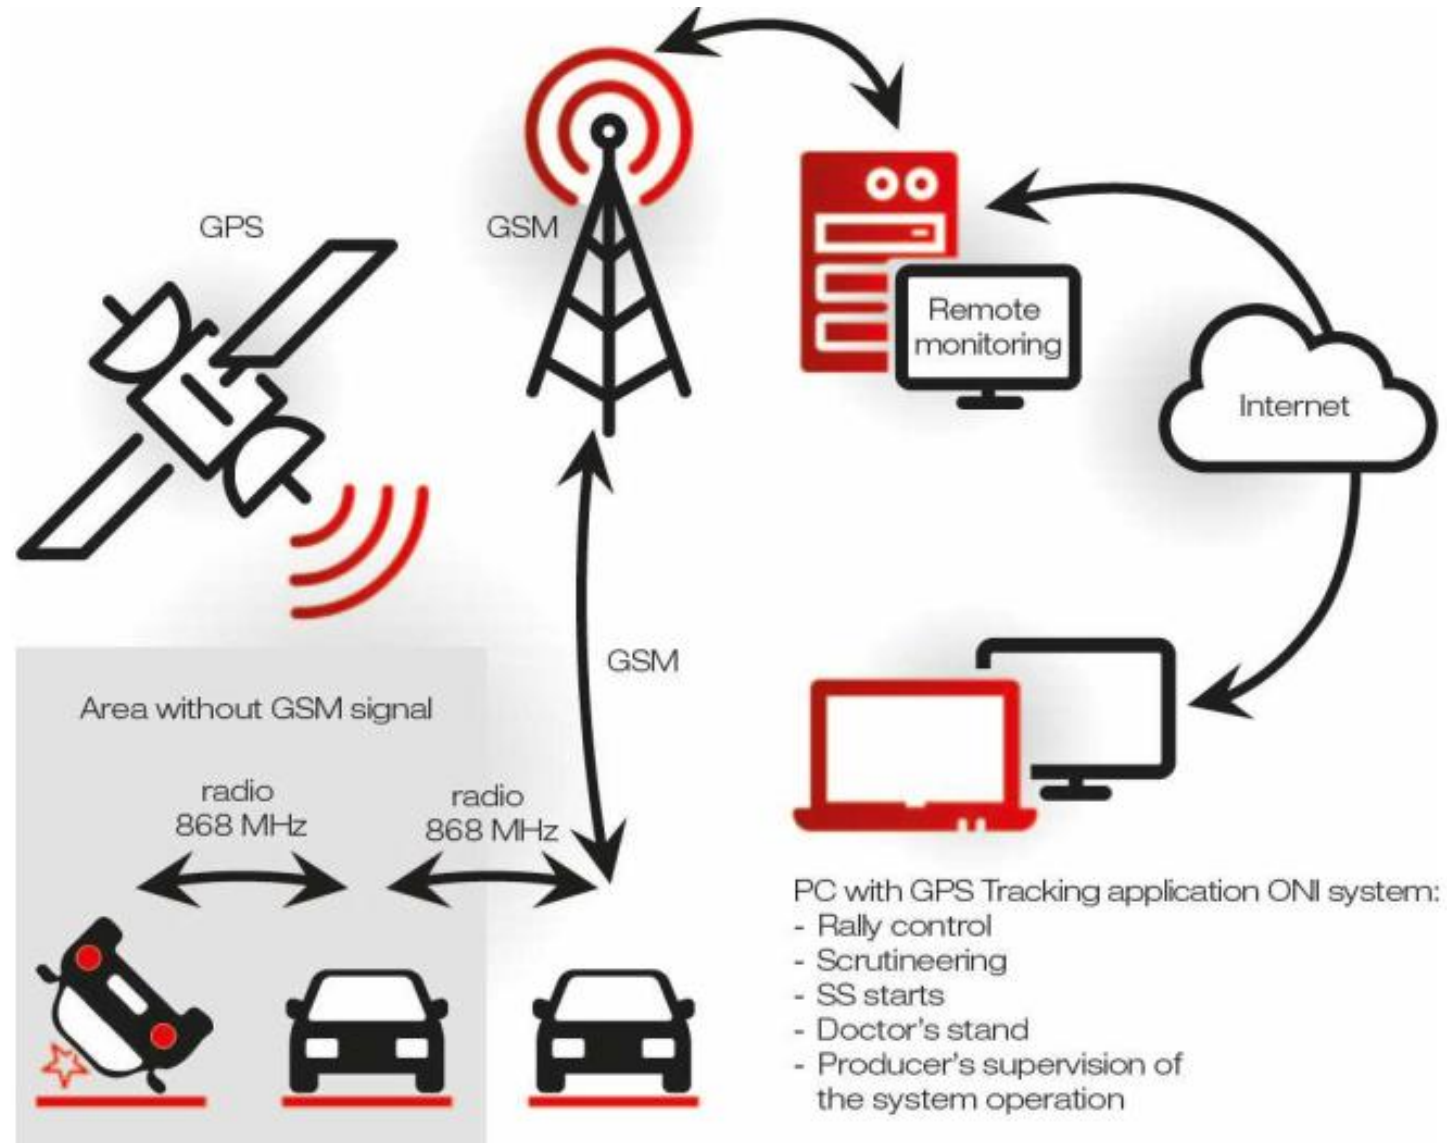 GPS
GSM
Remote
monitoring
Internet
GSM
Area without GSM signal
radio
868 MHz
radio
868 MHz
PC with GPS Tracking application ONI system:
- Rally control
- Scrutineering
- SS starts
- Doctor's stand
- Producer's supervision of
the system operation